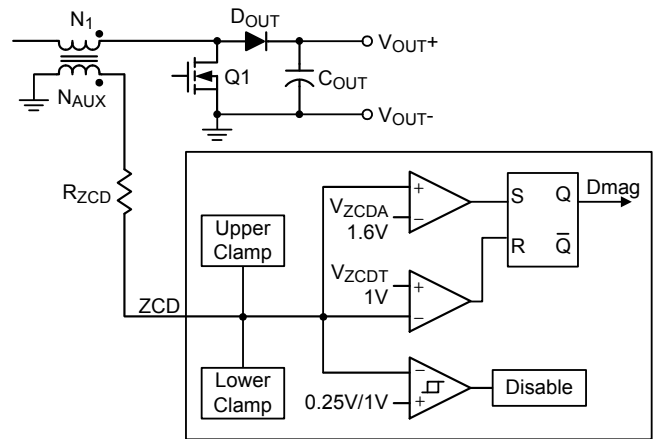 N1
DOUT
VOUT+
Q1
COUT
NAUX
VOUT-
RZCD
Upper
Clamp
VZCDA
1.6V
+
−
S
Q
Dmag
R
Q̅
VZCDT
1V
+
−
ZCD
Lower
Clamp
0.25V/1V
−
+
Disable